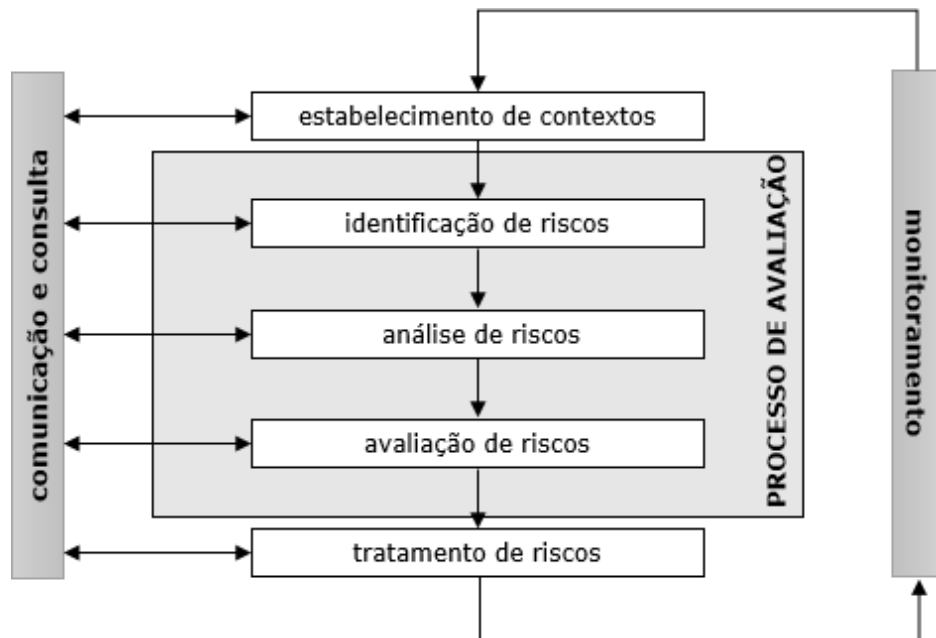 estabelecimento de contextos
comunicação e consulta
PROCESSO DE AVALIAÇÃO
monitoramento
identificação de riscos
análise de riscos
avaliação de riscos
tratamento de riscos